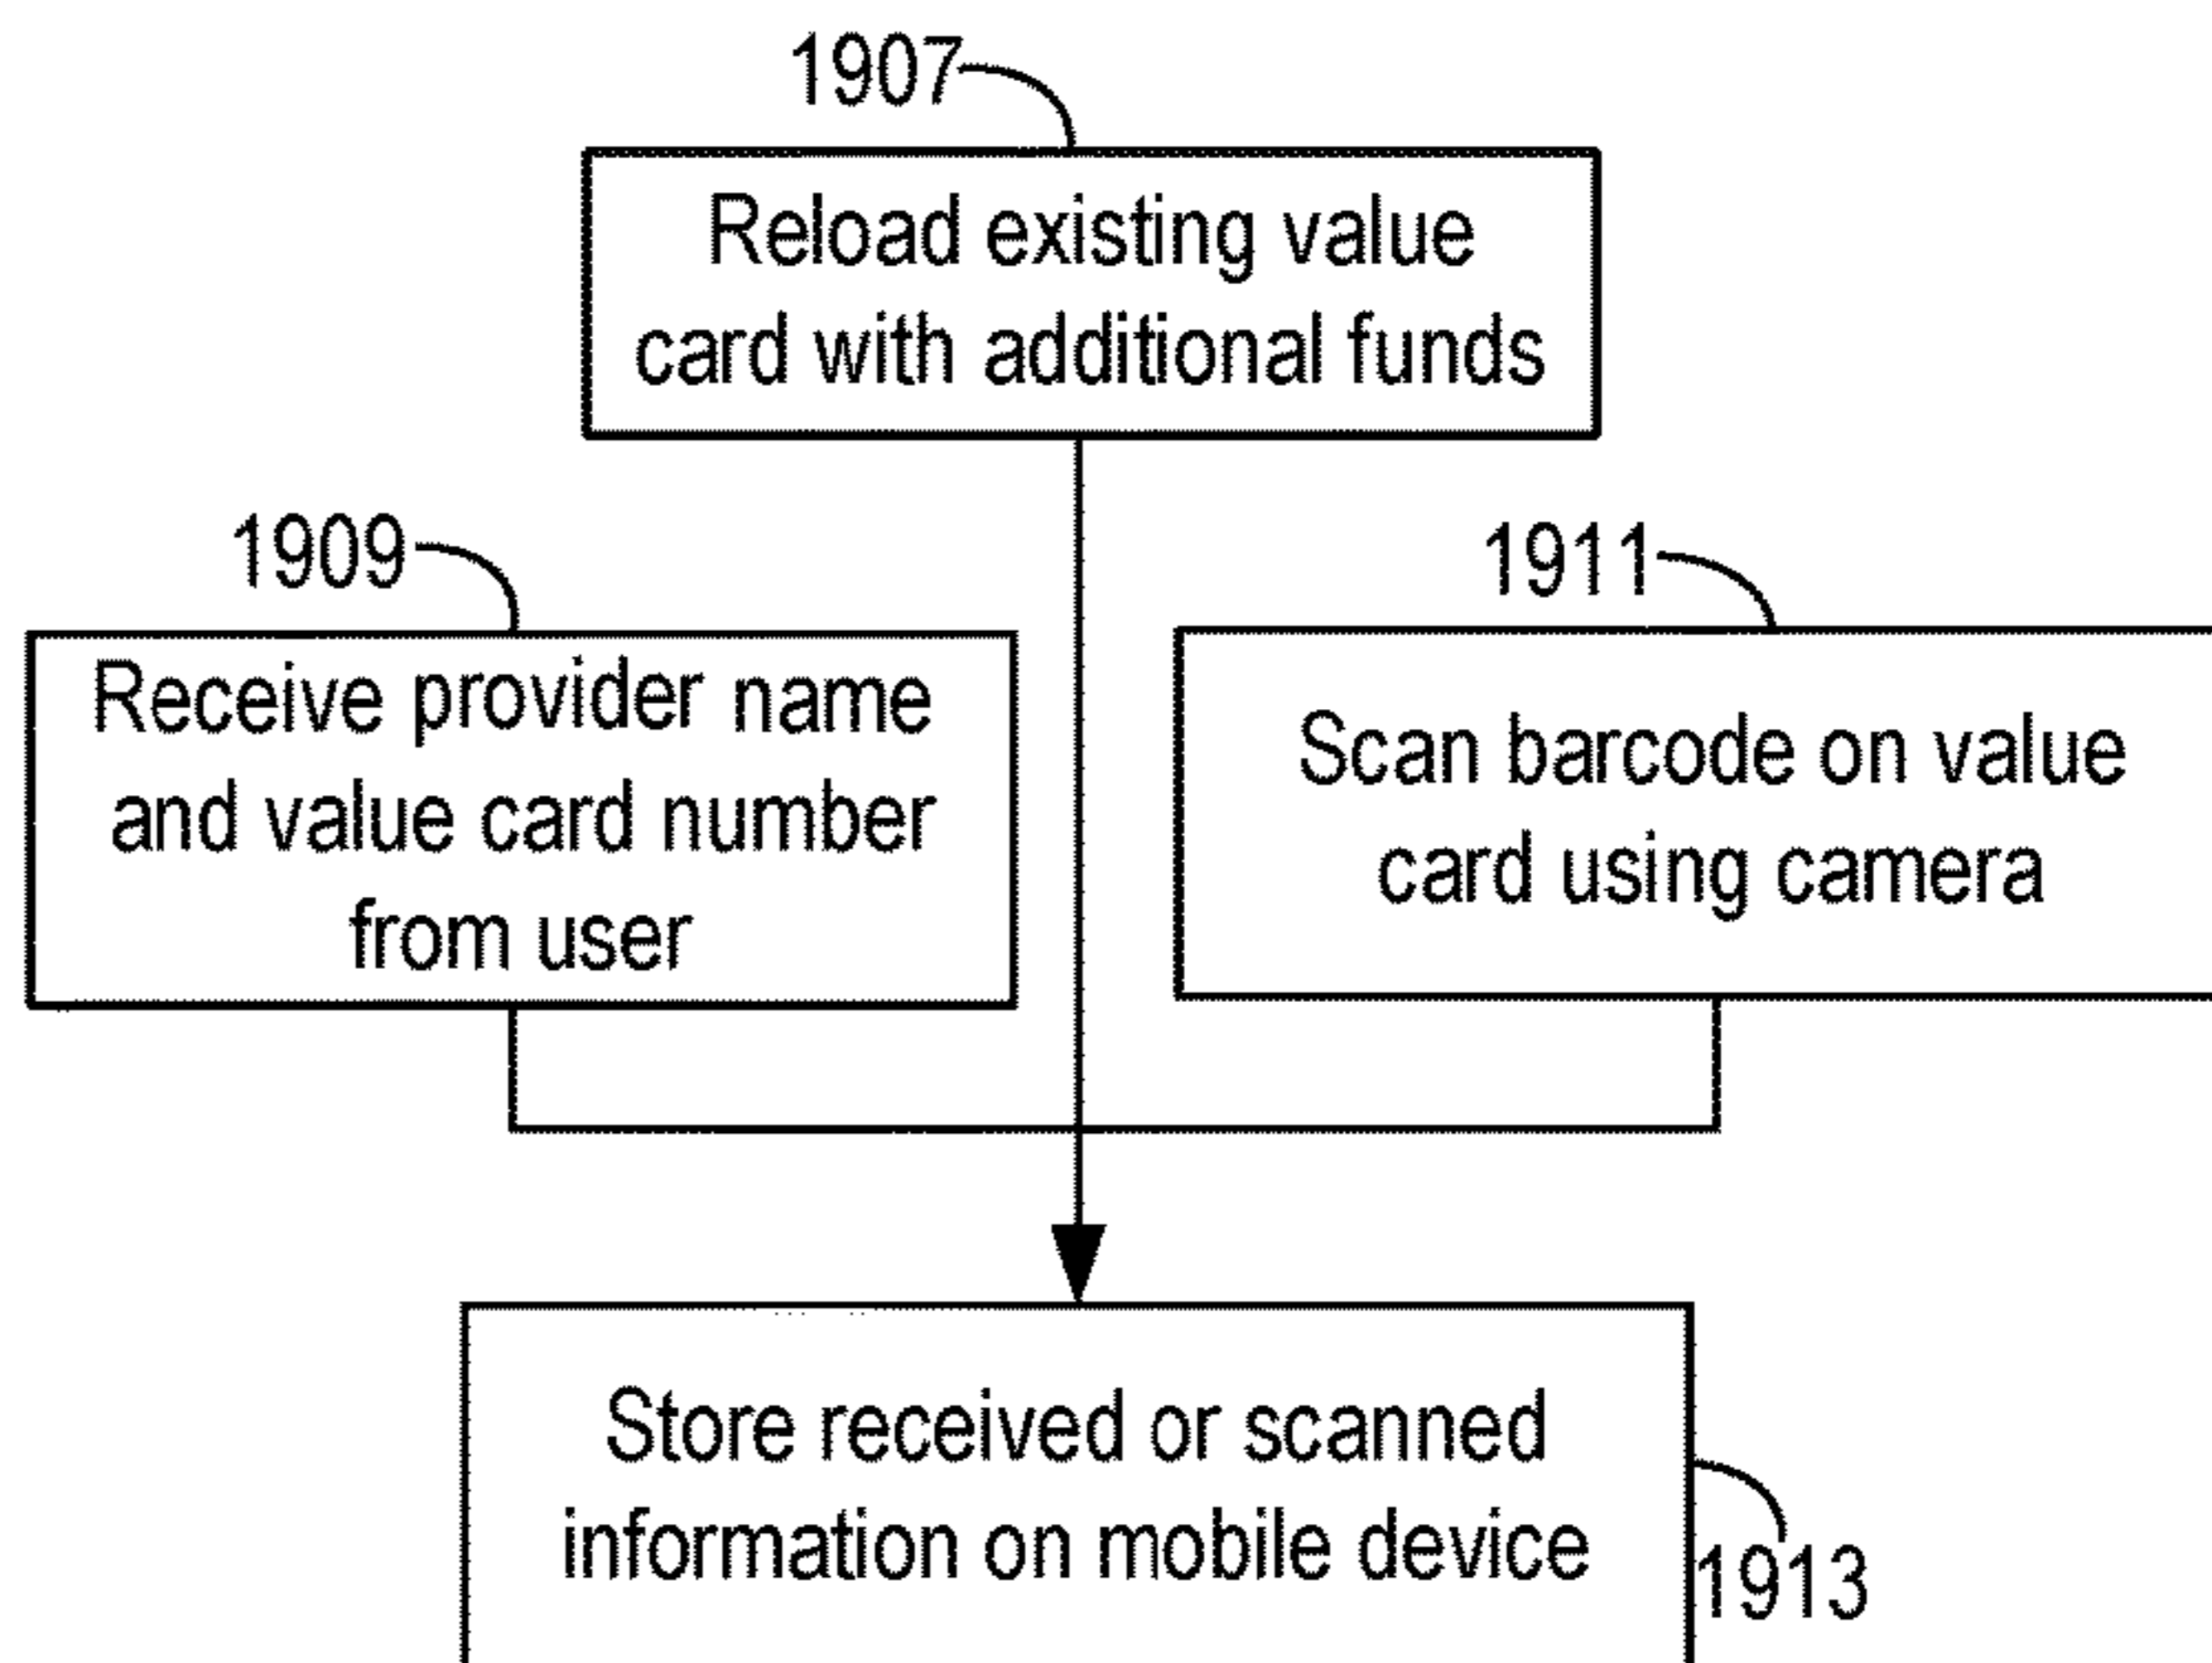 1907
Reload existing value
card with additional funds
1909
Receive provider name
and value card number
from user
1911
Scan barcode on value
card using camera
Store received or scanned
information on mobile device
1913